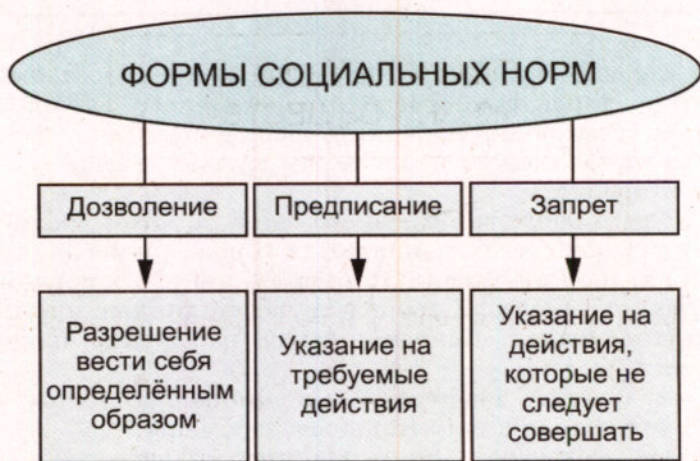 ФОРМЫ СОЦИАЛЬНЫХ НОРМ
Дозволение
Предписание
Запрет
Разрешение
вести себя
определённым
образом
Указание на
требуемые
действия
Указание на
действия,
которые не
следует
совершать